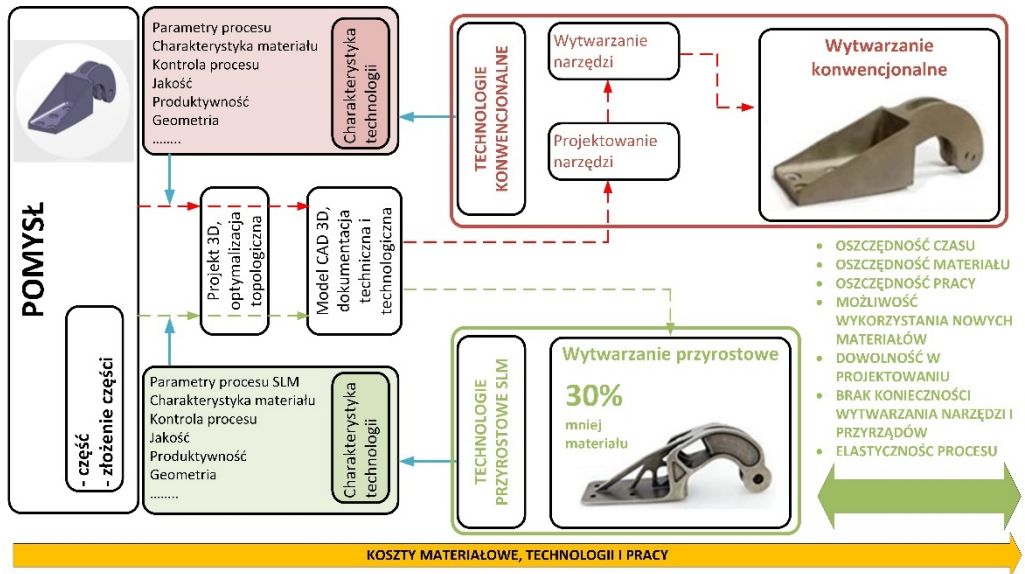 POMYSŁ
- część
- złożenie części
Parametry procesu
Charakterystyka materiału
Kontrola procesu
Jakość
Produktywność
Geometria
........
Charakterystyka
technologii
Projekt 3D,
optymalizacja
topologiczna
Model CAD 3D,
dokumentacja
techniczna i
technologiczna
Parametry procesu SLM
Charakterystyka materiału
Kontrola procesu
Jakość
Produktywność
Geometria
........
Charakterystyka
technologii
TECHNOLOGIE
KONWENCJONALNE
Wytwarzanie
narzędzi
Projektowanie
narzędzi
Wytwarzanie
konwencjonalne
TECHNOLOGIE
PRZYROSTOWE SLM
Wytwarzanie przyrostowe
30%
mniej
materiału
• OSZCZĘDNOŚĆ CZASU
• OSZCZĘDNOŚĆ MATERIAŁU
• OSZCZĘDNOŚĆ PRACY
• MOŻLIWOŚĆ
WYKORZYSTANIA NOWYCH
MATERIAŁÓW
• DOWOLNOŚĆ W
PROJEKTOWANIU
• BRAK KONIECZNOŚCI
WYTWARZANIA NARZĘDZI I
PRZYRZĄDÓW
• ELASTYCZNOŚC PROCESU
KOSZTY MATERIAŁOWE, TECHNOLOGII I PRACY